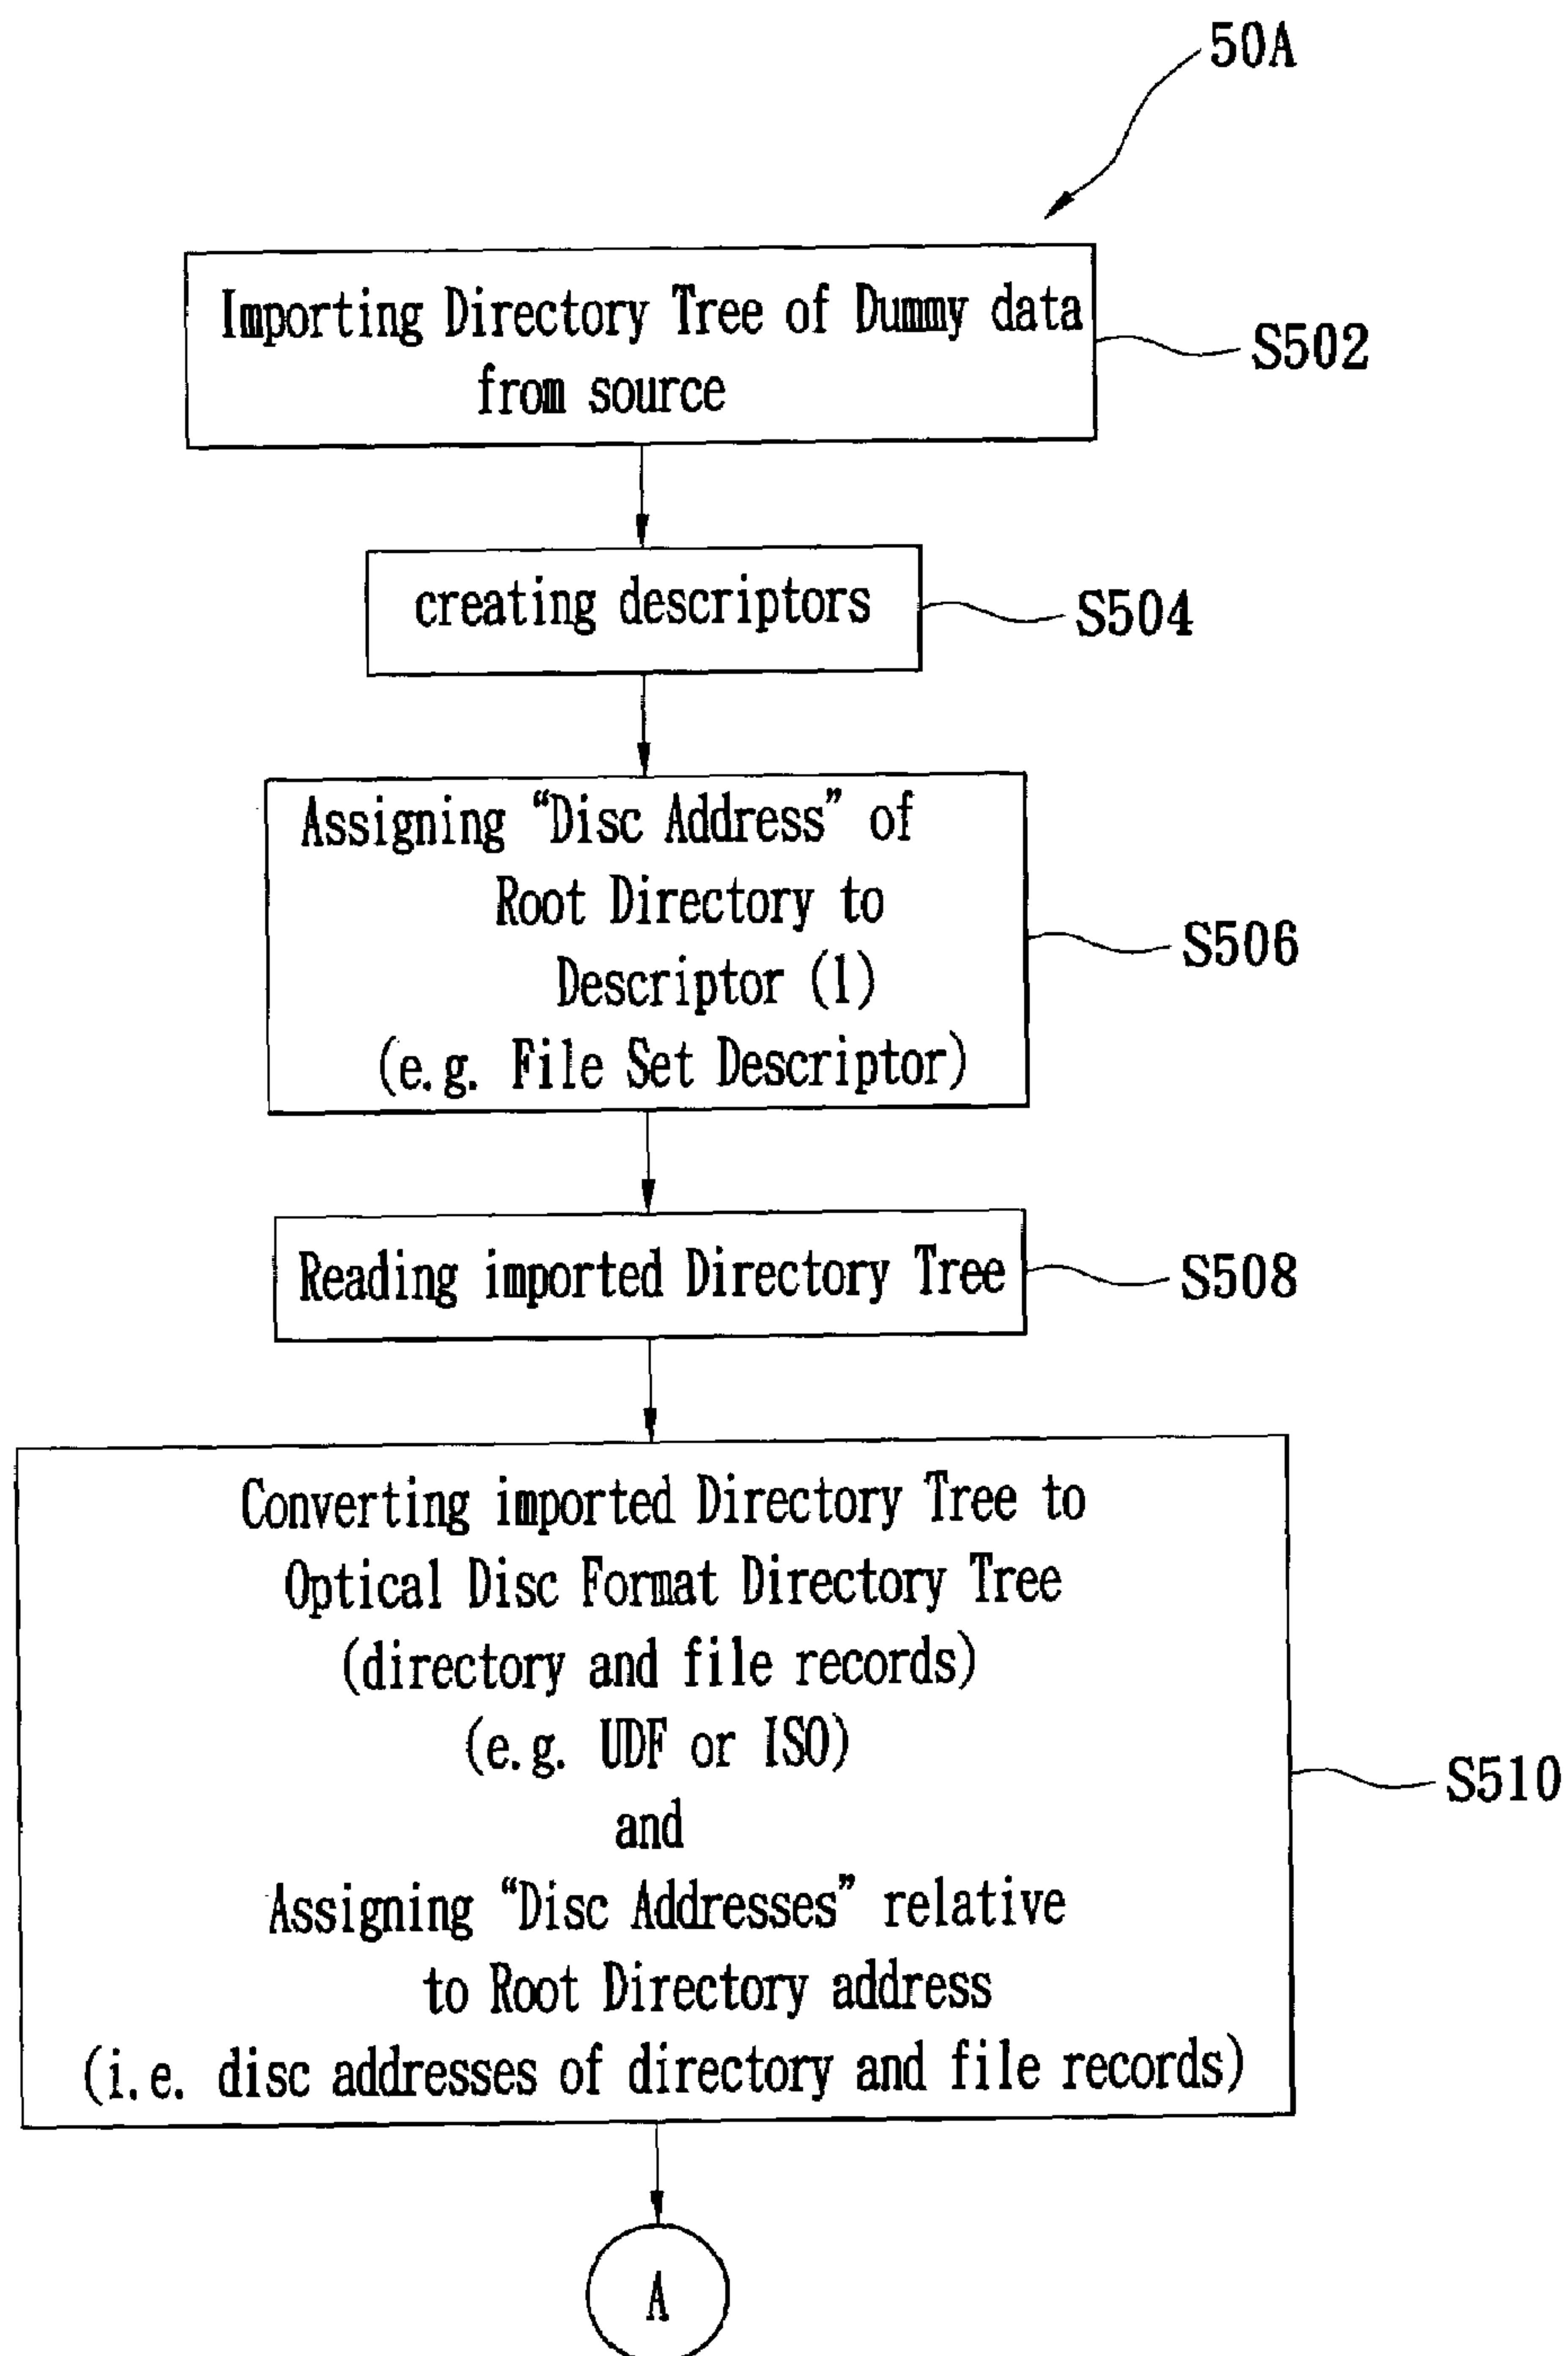 50A
Importing Directory Tree of Dummy data
from source
S502
creating descriptors
S504
Assigning “Disc Address” of
Root Directory to
Descriptor (1)
(e.g. File Set Descriptor)
S506
Reading imported Directory Tree
S508
Converting imported Directory Tree to
Optical Disc Format Directory Tree
(directory and file records)
(e.g. UDF or ISO)
and
Assigning “Disc Addresses” relative
to Root Directory address
(i.e. disc addresses of directory and file records)
S510
A